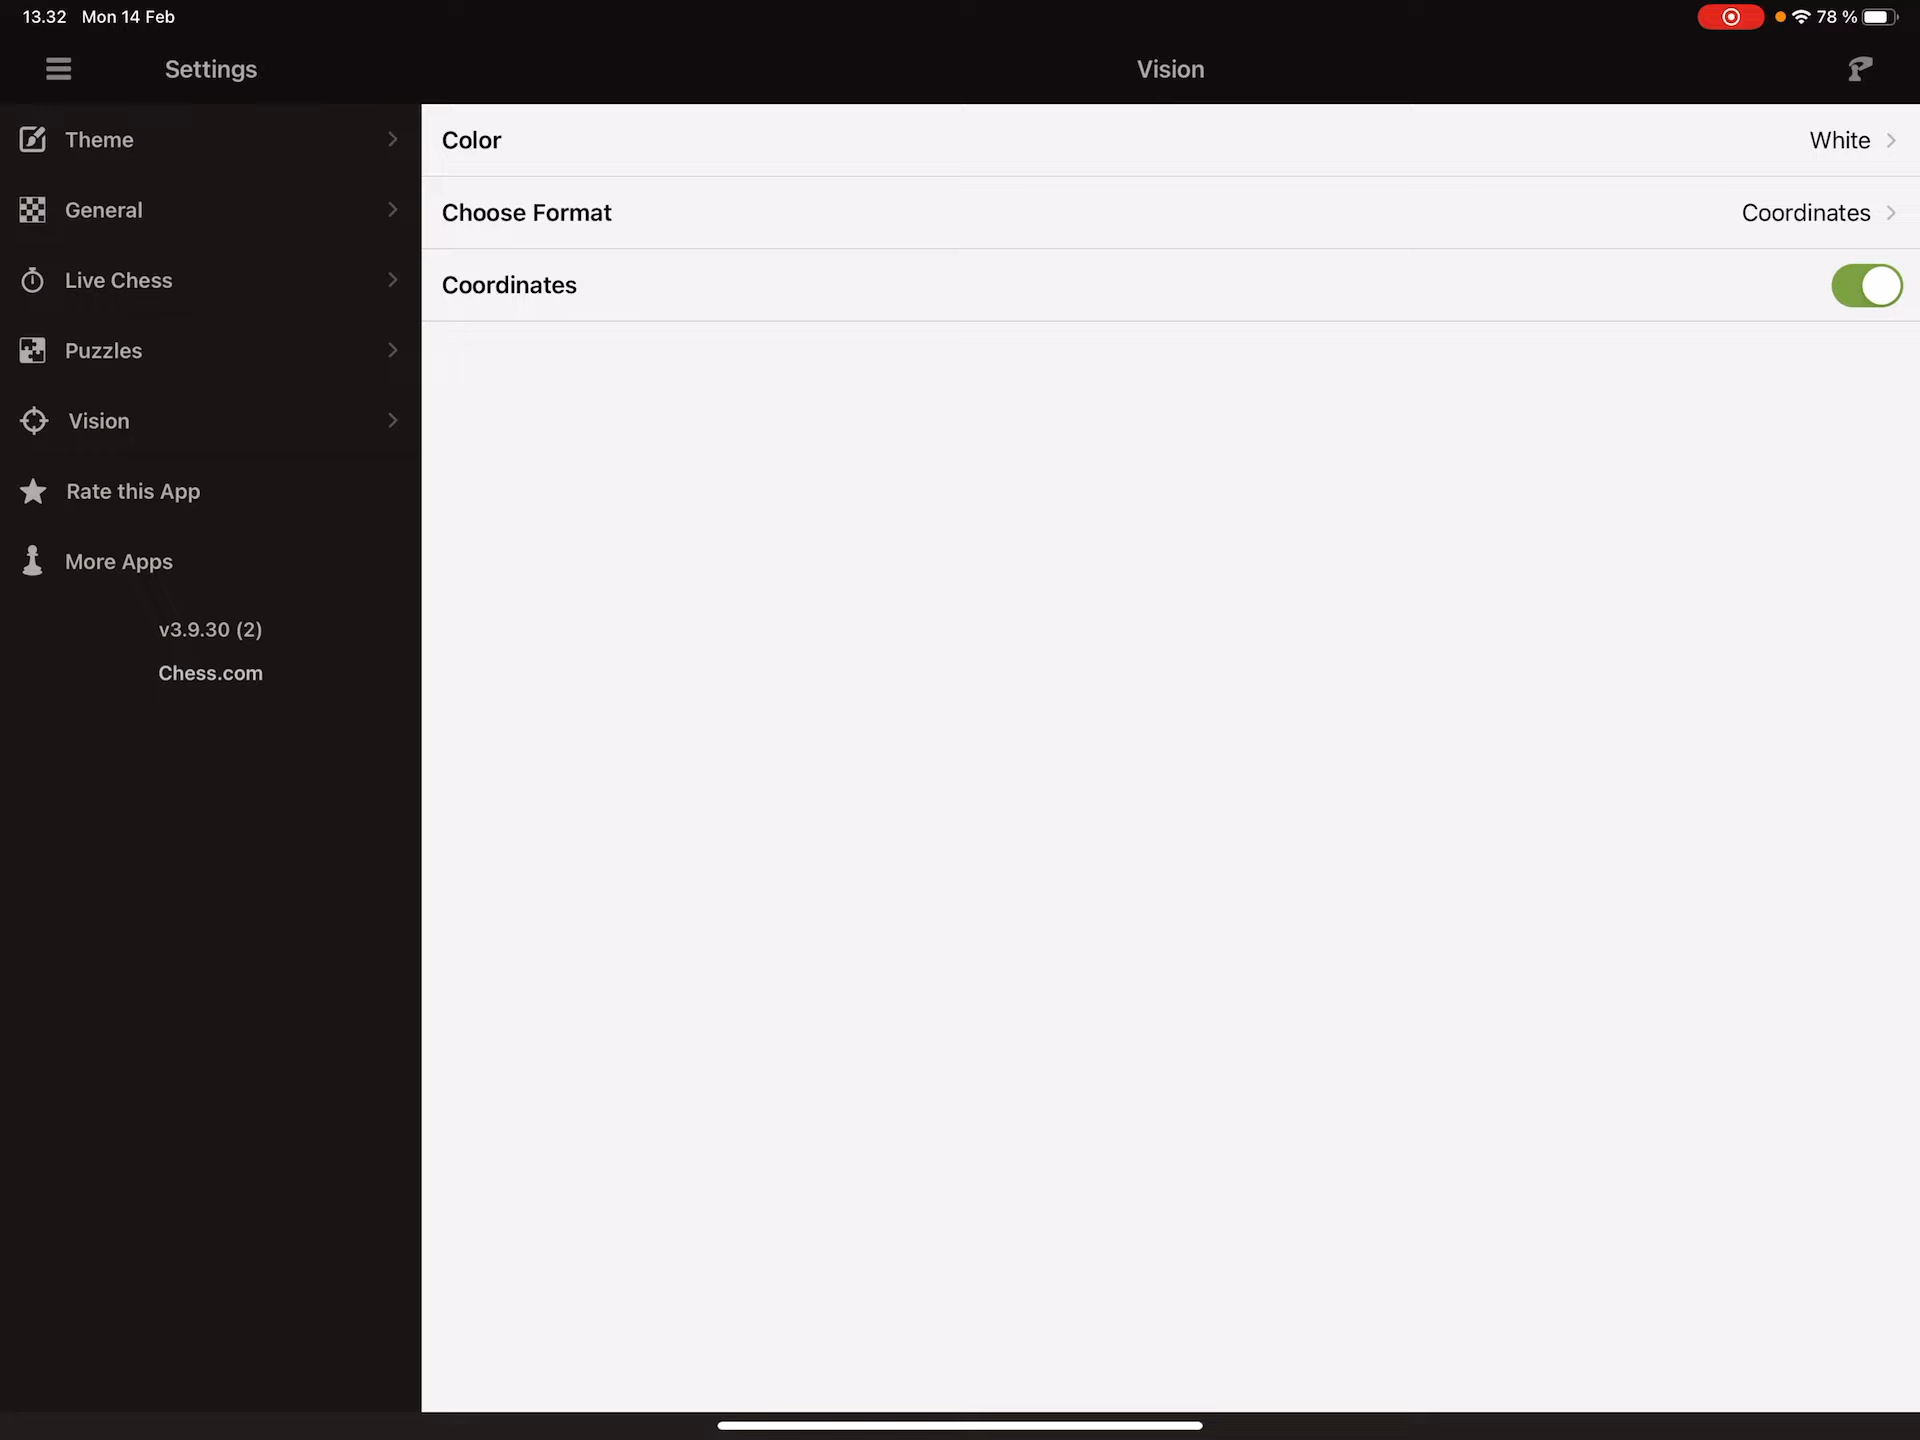 13.32 Mon 14 Feb
78 %
Settings
Vision
Theme
General
Live Chess
Puzzles
Vision
Rate this App
More Apps
v3.9.30 (2)
Chess.com
Color White
Choose Format Coordinates
Coordinates